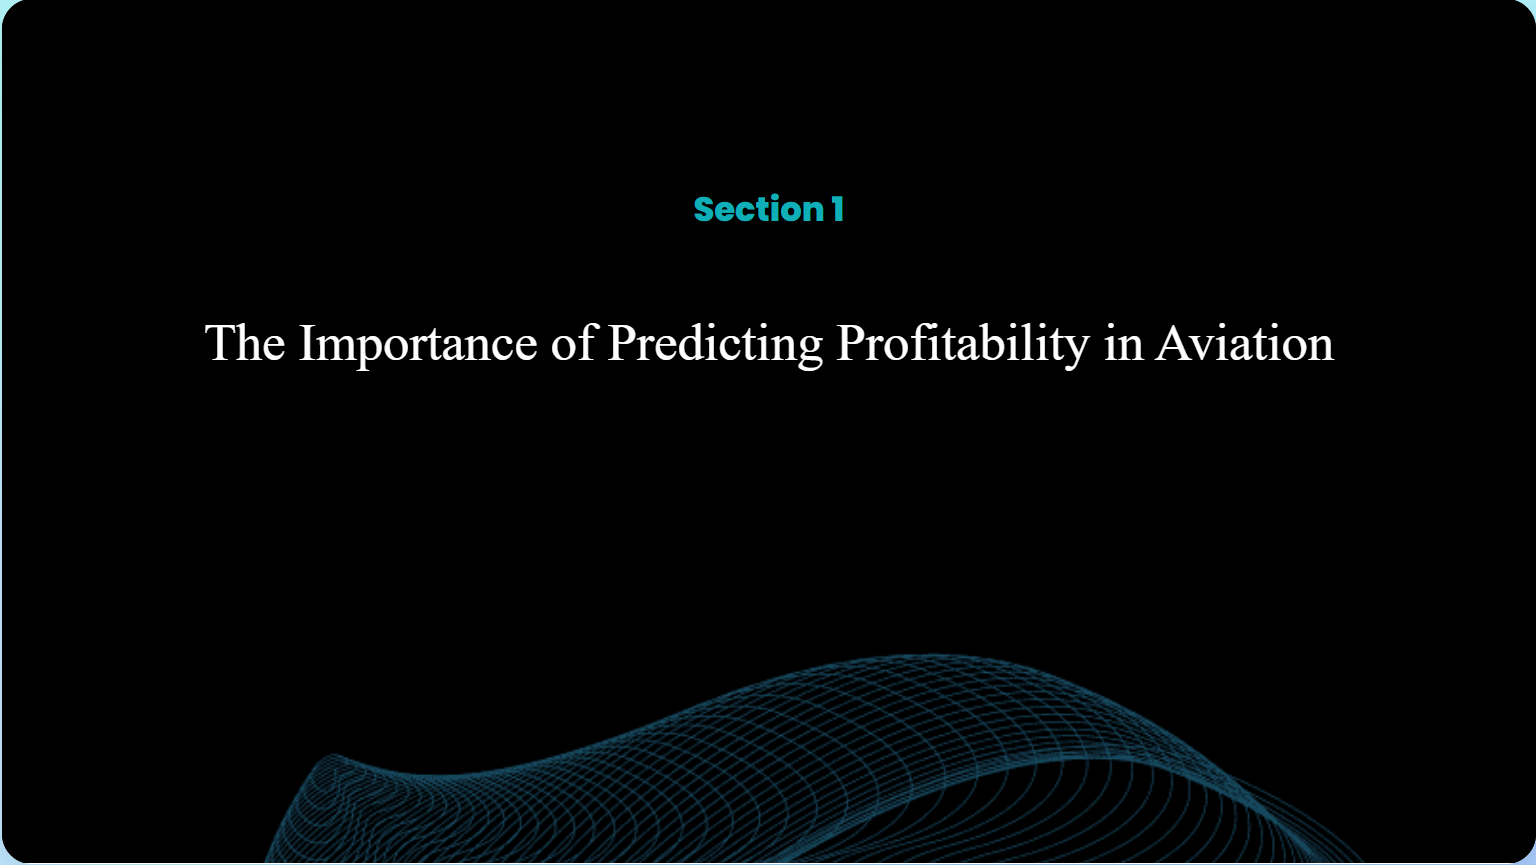 Section 1
The Importance of Predicting Profitability in Aviation